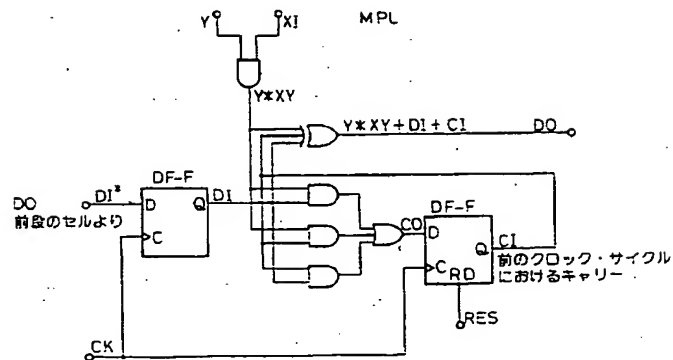 Y XI MPL
Y*XY
Y*XY+DI+CI DO
DF-F
DI* D Q DI
DO
前段のセルより
C
DF-F
CO D
Q CI
C RD
前のクロック・サイクル
におけるキャリー
RES
CK